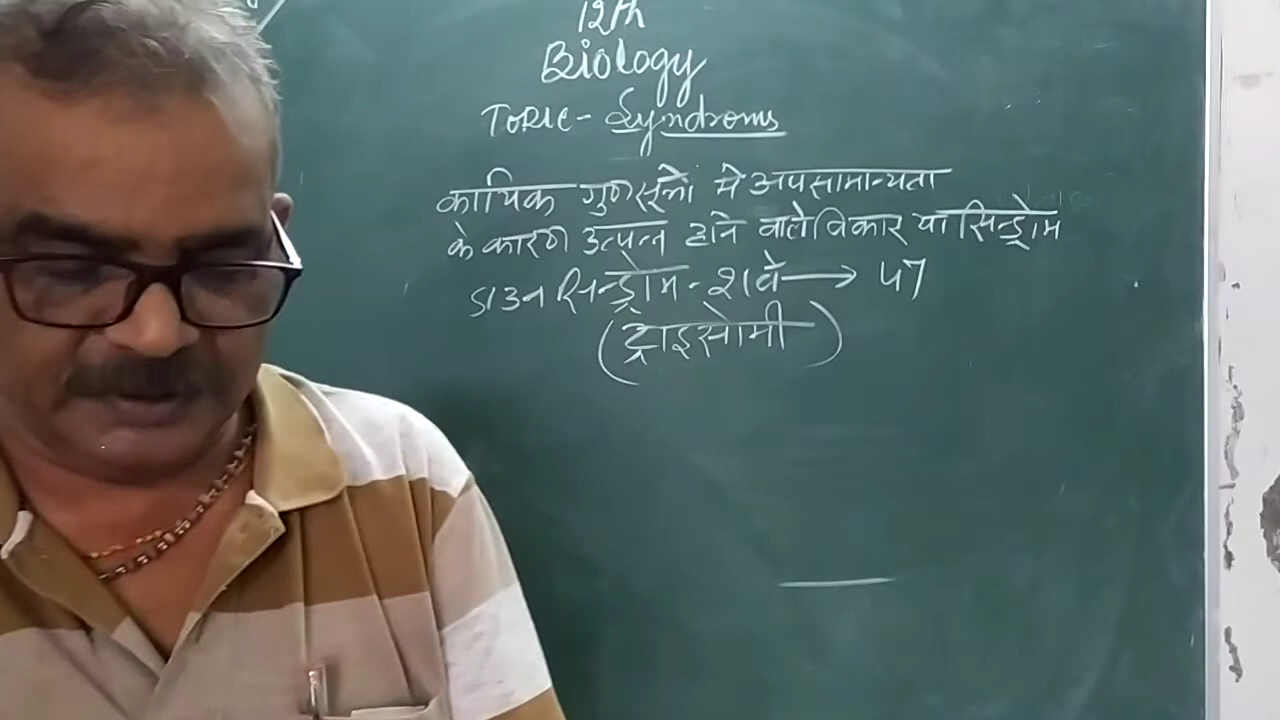 12th
Biology
TOPIC - Syndroms
कायिक गुणसूत्रों मे अपसामान्यता
के कारण उत्पन्न होने वाले विकार या सिन्ड्रोम
डाउन सिन्ड्रोम - 21वे → 47
(ट्राइसोमी)